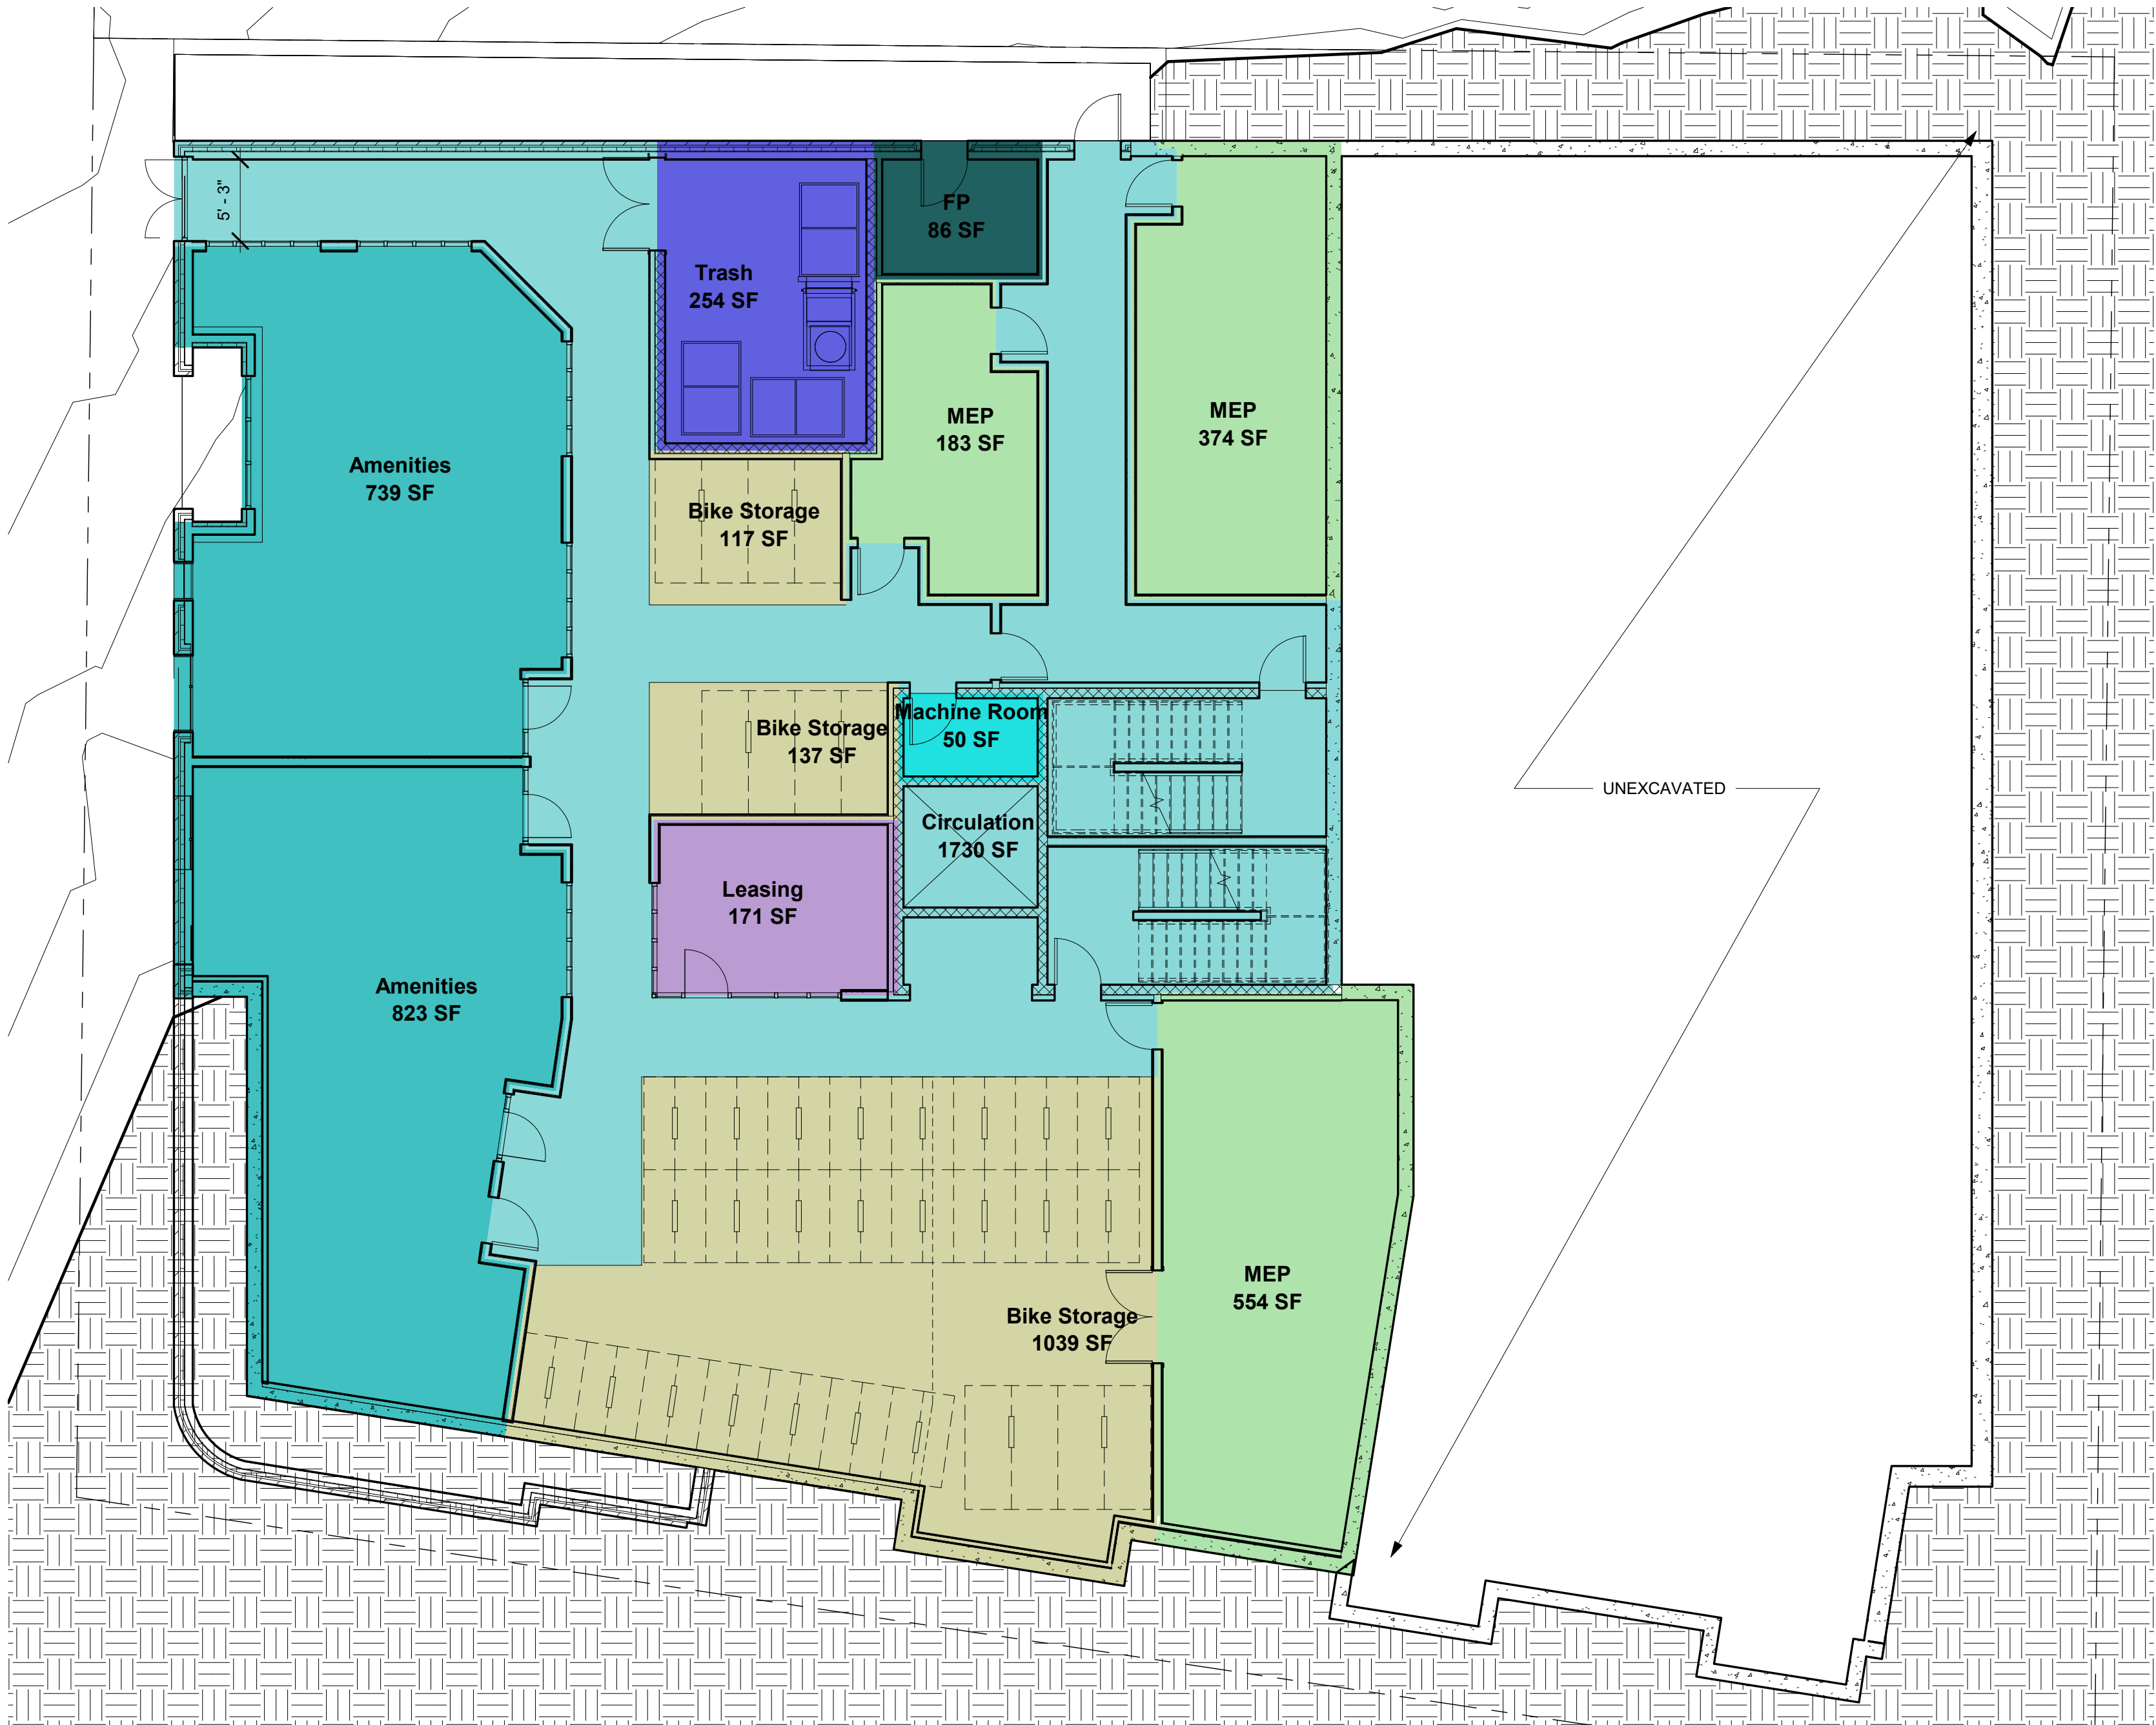 5' - 3"
FP
86 SF
Trash
254 SF
MEP
183 SF
MEP
374 SF
Amenities
739 SF
Bike Storage
117 SF
Machine Room
50 SF
Bike Storage
137 SF
UNEXCAVATED
Circulation
1730 SF
Leasing
171 SF
Amenities
823 SF
MEP
554 SF
Bike Storage
1039 SF